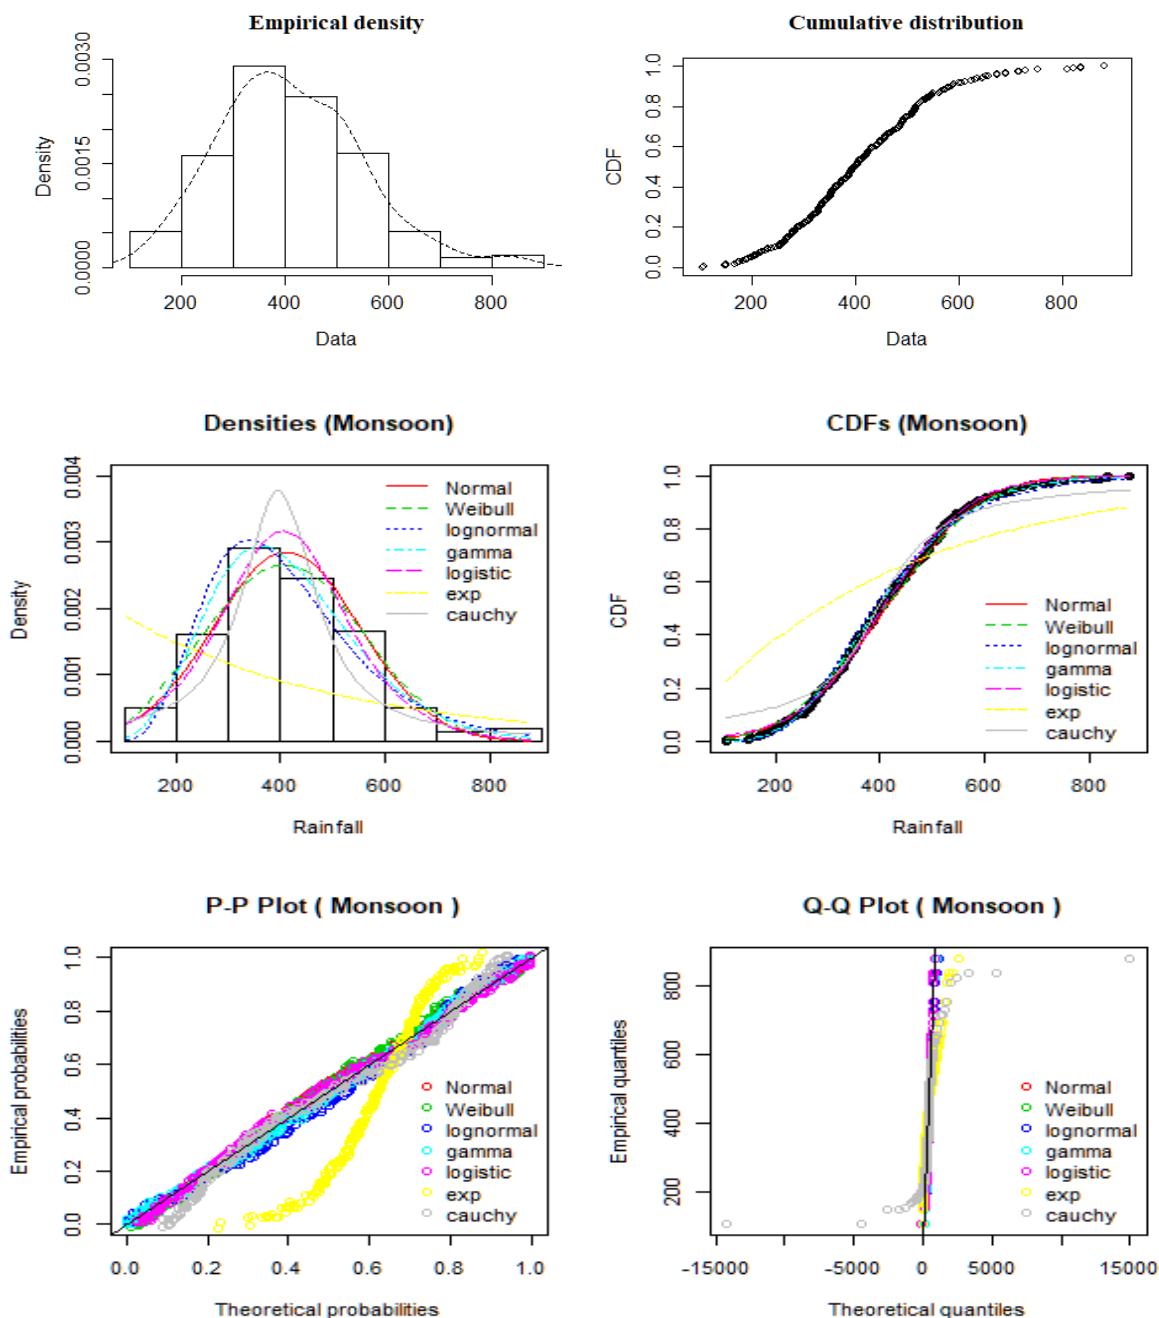 Empirical density
Density
0.0000 0.0015 0.0030
200 400 600 800
Data
Cumulative distribution
CDF
0.0 0.2 0.4 0.6 0.8 1.0
200 400 600 800
Data
Densities (Monsoon)
Density
0.000 0.001 0.002 0.003 0.004
Normal
Weibull
lognormal
gamma
logistic
exp
cauchy
200 400 600 800
Rainfall
CDFs (Monsoon)
CDF
0.0 0.2 0.4 0.6 0.8 1.0
Normal
Weibull
lognormal
gamma
logistic
exp
cauchy
200 400 600 800
Rainfall
P-P Plot ( Monsoon )
Empirical probabilities
0.0 0.2 0.4 0.6 0.8 1.0
Normal
Weibull
lognormal
gamma
logistic
exp
cauchy
0.0 0.2 0.4 0.6 0.8 1.0
Theoretical probabilities
Q-Q Plot ( Monsoon )
Empirical quantiles
200 400 600 800
Normal
Weibull
lognormal
gamma
logistic
exp
cauchy
-15000 -5000 0 5000 15000
Theoretical quantiles